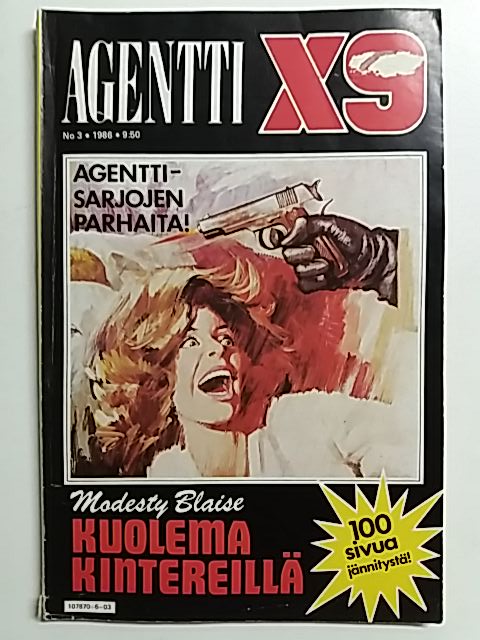 AGENTTI X9
No 3 • 1986 • 9:50
AGENTTI-
SARJOJEN
PARHAITA!
Modesty Blaise
KUOLEMA
KINTEREILLÄ
100
sivua
jännitystä!
107870-6-03